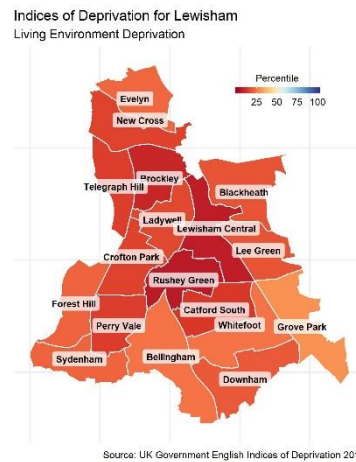 Indices of Deprivation for Lewisham
Living Environment Deprivation
Percentile
25 50 75 100
Evelyn
New Cross
Brockley
Telegraph Hill
Blackheath
Ladywell
Lewisham Central
Lee Green
Crofton Park
Rushey Green
Forest Hill
Catford South
Perry Vale
Whitefoot
Grove Park
Sydenham
Bellingham
Downham
Source: UK Government English Indices of Deprivation